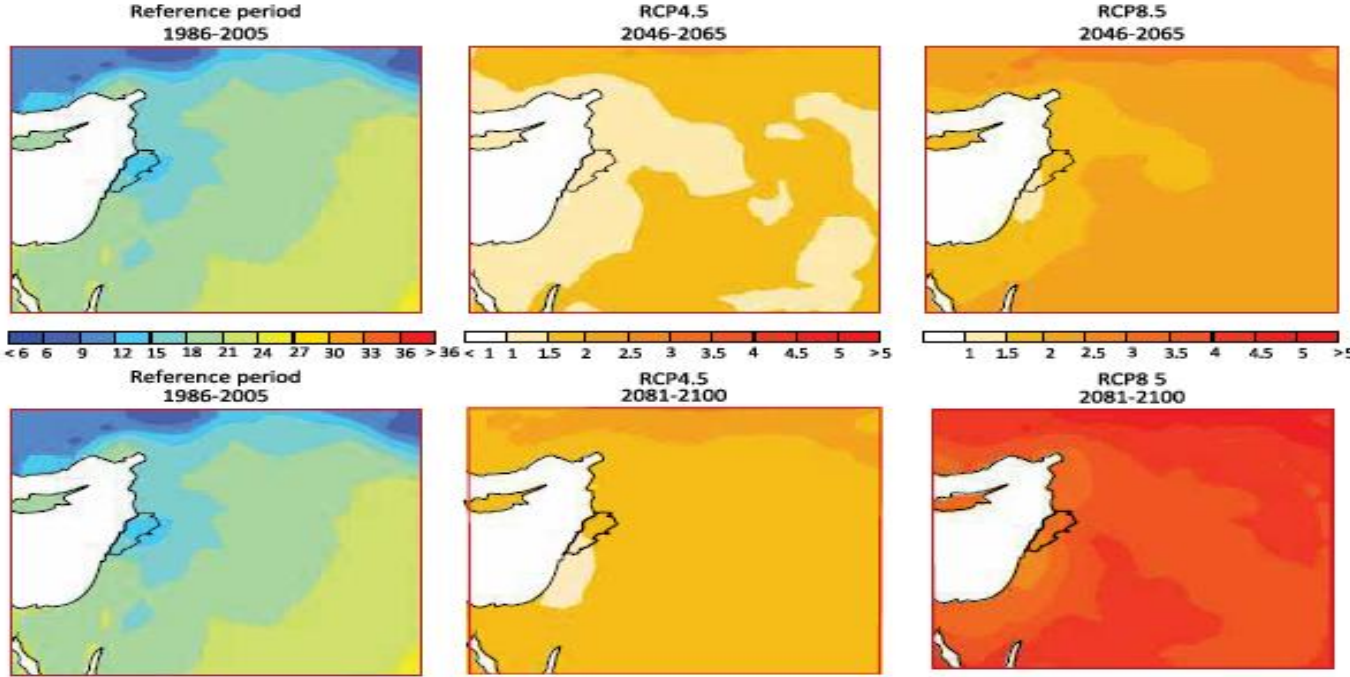 Reference period
1986-2005
RCP4.5
2046-2065
RCP8.5
2046-2065
<6 6 9 12 15 18 21 24 27 30 33 36 >36
< 1 1 1.5 2 2.5 3 3.5 4 4.5 5 >5
1 1.5 2 2.5 3 3.5 4 4.5 5 >5
Reference period
1986-2005
RCP4.5
2081-2100
RCP8 5
2081-2100